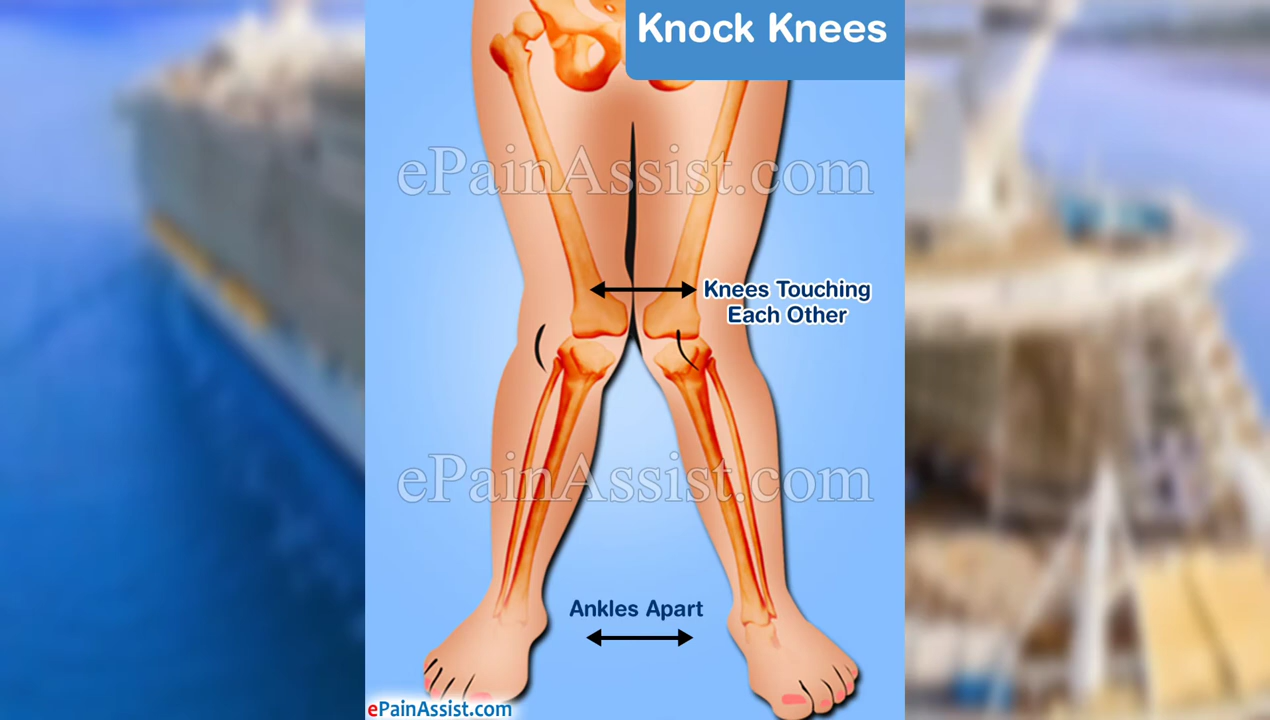 Knock Knees
ePainAssist.com
Knees Touching
Each Other
ePainAssist.com
Ankles Apart
ePainAssist.com